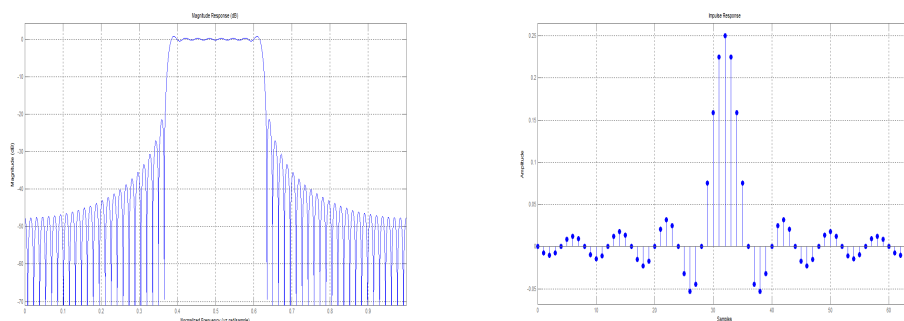 Magnitude Response (dB)
Magnitude (dB)
0
-10
-20
-30
-40
-50
-60
-70
0 0.1 0.2 0.3 0.4 0.5 0.6 0.7 0.8 0.9
Normalized Frequency
Impulse Response
Amplitude
0.25
0.2
0.15
0.1
0.05
0
-0.05
0 10 20 30 40 50 60
Samples